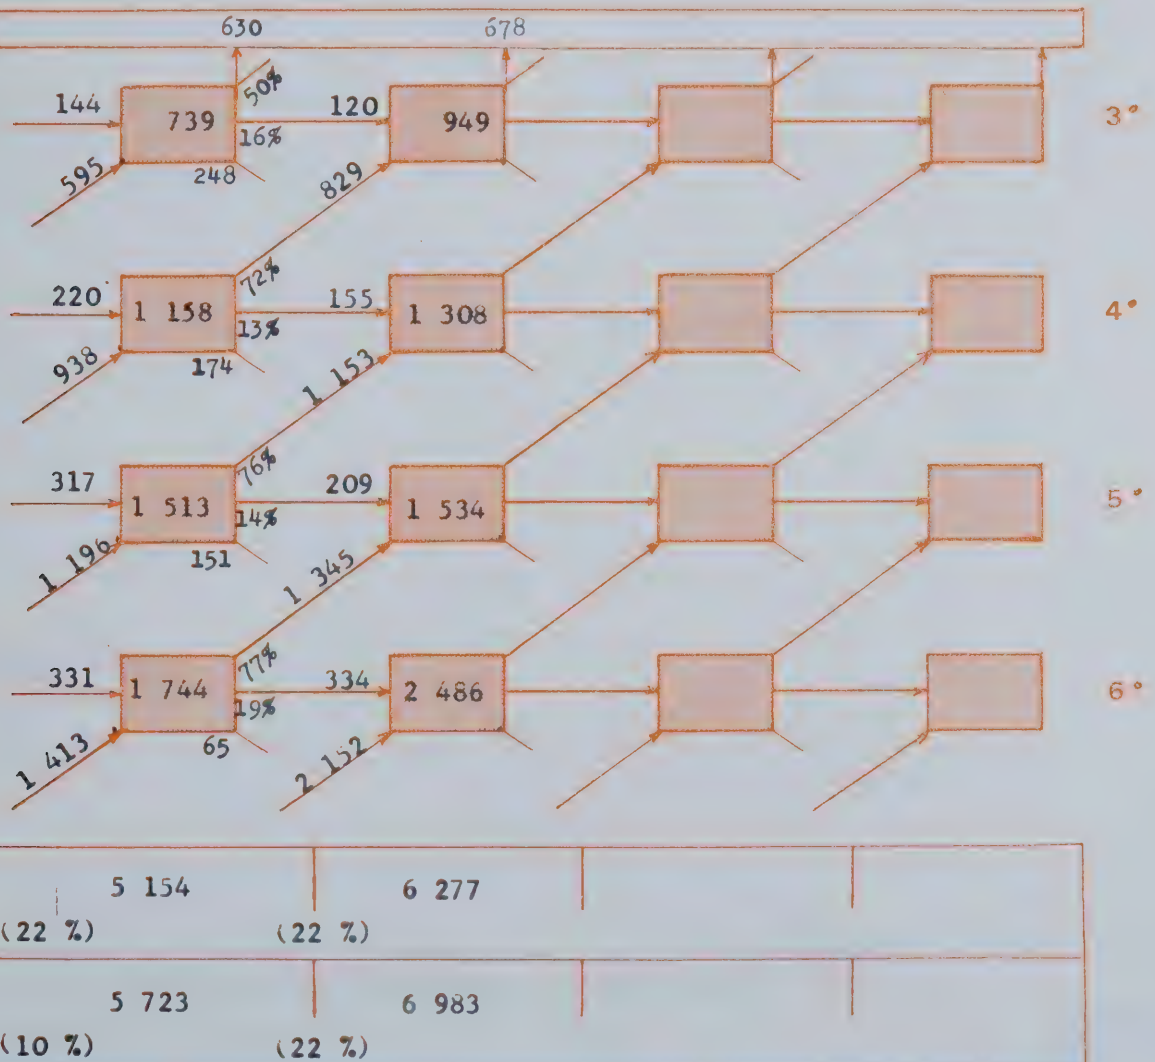 630 678
50%
144 739 120 949 3°
16%
595 248 829
72%
220 1 158 155 1 308 4°
13%
938 174 1 153
76%
317 1 513 209 1 534 5°
14%
1 196 151 1 345
77%
331 1 744 334 2 486 6°
19%
1 413 65 2 152
5 154 6 277
(22 %) (22 %)
5 723 6 983
(10 %) (22 %)